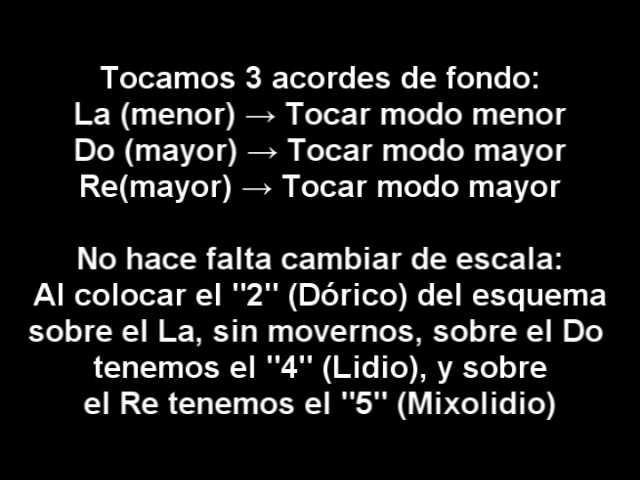 Tocamos 3 acordes de fondo:
La (menor) → Tocar modo menor
Do (mayor) → Tocar modo mayor
Re(mayor) → Tocar modo mayor
No hace falta cambiar de escala:
Al colocar el "2" (Dórico) del esquema
sobre el La, sin movernos, sobre el Do
tenemos el "4" (Lidio), y sobre
el Re tenemos el "5" (Mixolidio)